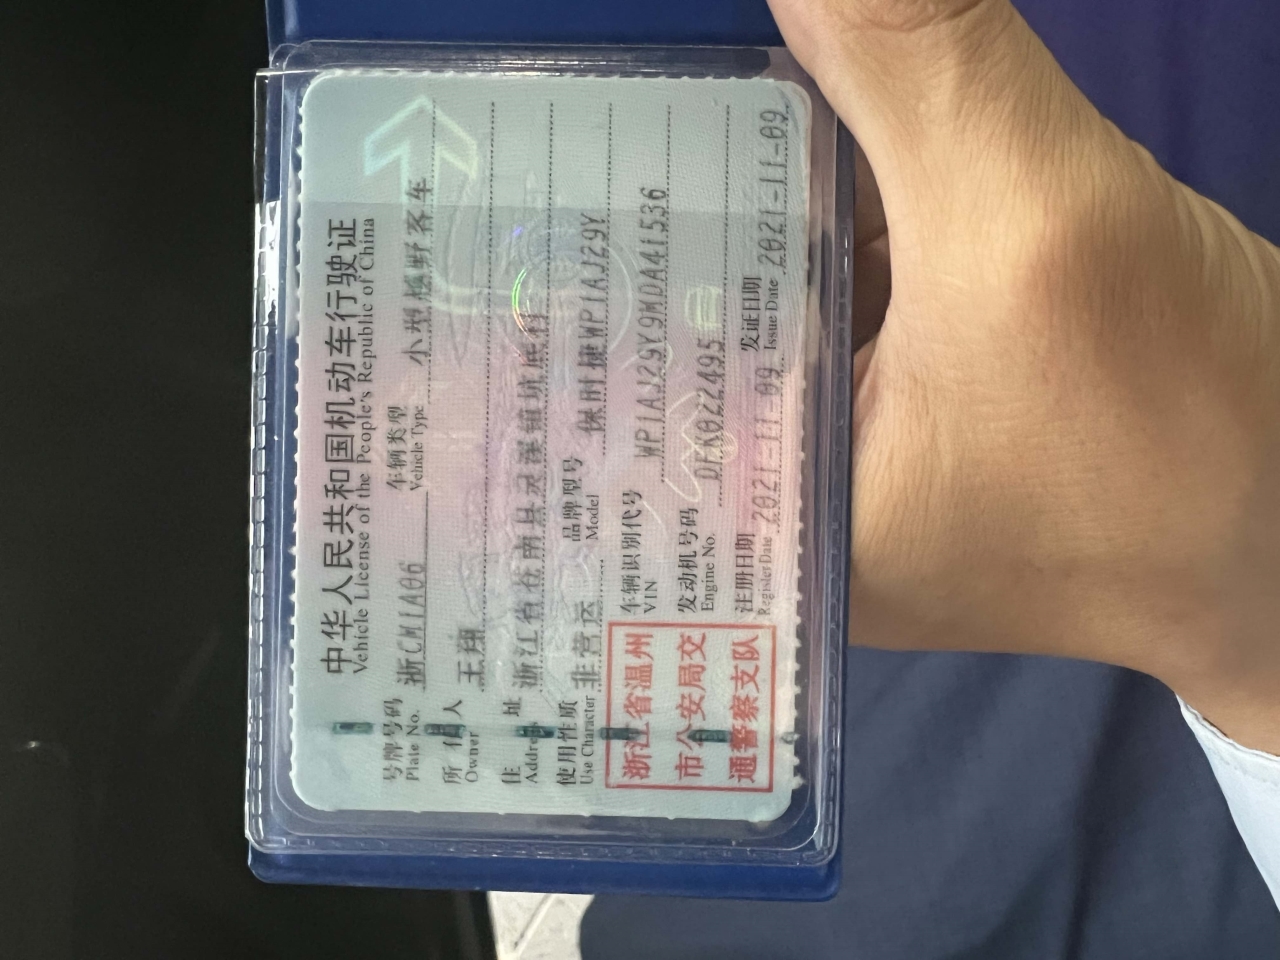 中华人民共和国机动车行驶证
Vehicle License of the People's Republic of China
号牌号码 浙CM1A06 车辆类型 小型越野客车
Plate No. Vehicle Type
所有人 王翔
Owner
住址 浙江省苍南县灵溪镇坑底村
Address
使用性质 非营运 品牌型号 保时捷WP1AJ29Y
Use Character Model
浙江省温州 车辆识别代号 WP1AJ29Y9MDA41536
VIN
市公安局交 发动机号码 DFK022495
Engine No.
通警察支队 注册日期 2021-11-09 发证日期 2021-11-09
Register Date Issue Date